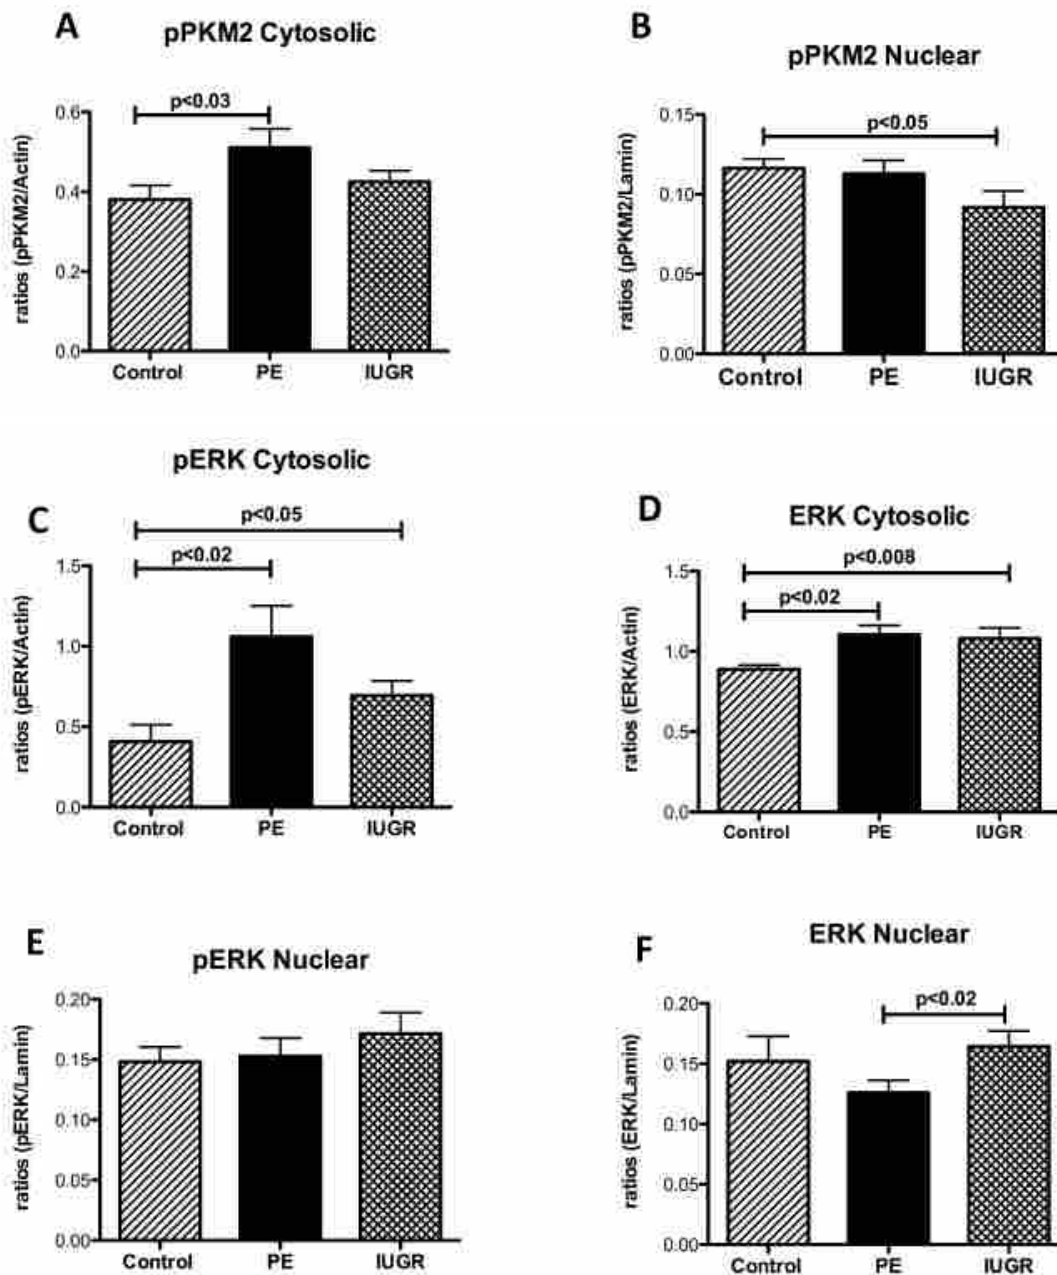 A
pPKM2 Cytosolic
p<0.03
ratios (pPKM2/Actin)
0.6
0.4
0.2
0.0
Control PE IUGR
B
pPKM2 Nuclear
p<0.05
ratios (pPKM2/Lamin)
0.15
0.10
0.05
0.00
Control PE IUGR
C
pERK Cytosolic
p<0.05
p<0.02
ratios (pERK/Actin)
1.5
1.0
0.5
0.0
Control PE IUGR
D
ERK Cytosolic
p<0.008
p<0.02
ratios (ERK/Actin)
1.5
1.0
0.5
0.0
Control PE IUGR
E
pERK Nuclear
ratios (pERK/Lamin)
0.20
0.15
0.10
0.05
0.00
Control PE IUGR
F
ERK Nuclear
p<0.02
ratios (ERK/Lamin)
0.20
0.15
0.10
0.05
0.00
Control PE IUGR